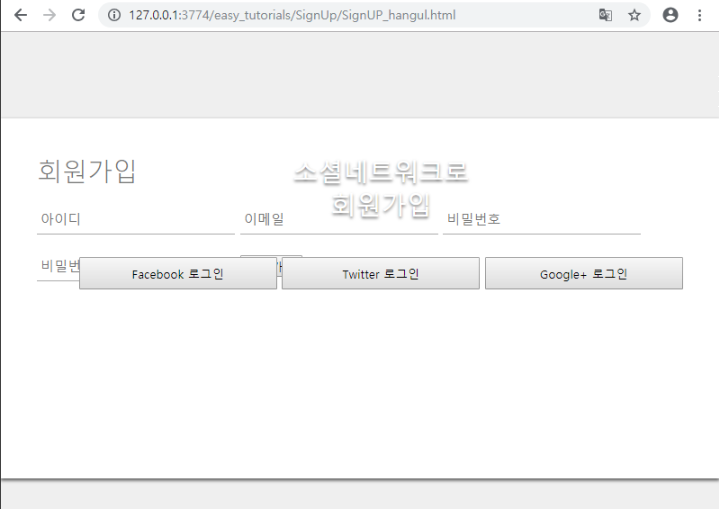 127.0.0.1:3774/easy_tutorials/SignUp/SignUP_hangul.html
회원가입
소셜네트워크로
회원가입
아이디
이메일
비밀번호
Facebook 로그인
Twitter 로그인
Google+ 로그인